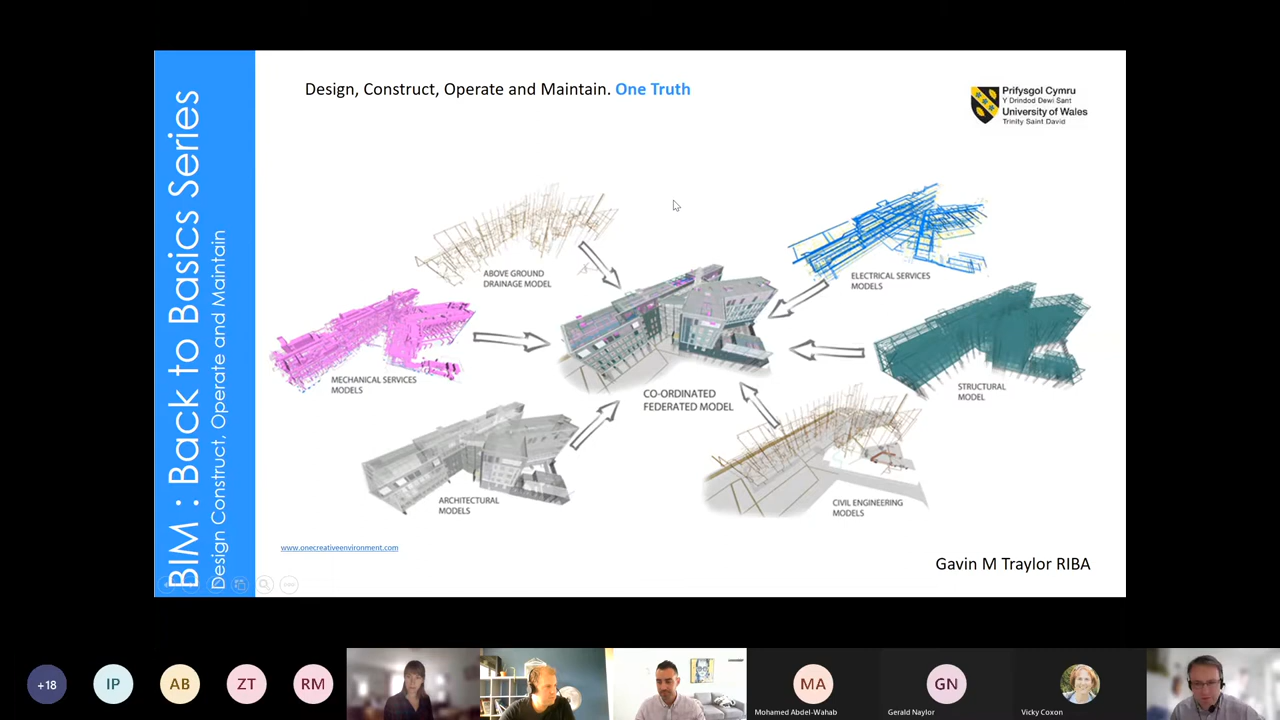 BIM : Back to Basics Series
Design Construct, Operate and Maintain
Design, Construct, Operate and Maintain. One Truth
Prifysgol Cymru
Y Drindod Dewi Sant
University of Wales
Trinity Saint David
ABOVE GROUND
DRAINAGE MODEL
ELECTRICAL SERVICES
MODELS
MECHANICAL SERVICES
MODELS
CO-ORDINATED
FEDERATED MODEL
STRUCTURAL
MODEL
ARCHITECTURAL
MODELS
CIVIL ENGINEERING
MODELS
www.onecreativeenvironment.com
Gavin M Traylor RIBA
+18
IP
AB
ZT
RM
MA
Mohamed Abdel-Wahab
GN
Gerald Naylor
Vicky Coxon